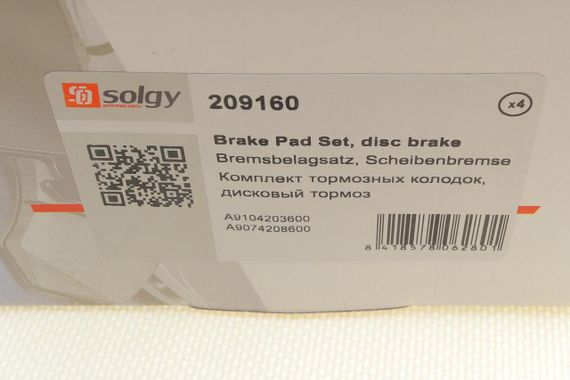 solgy
209160
x4
Brake Pad Set, disc brake
Bremsbelagsatz, Scheibenbremse
Комплект тормозных колодок,
дисковый тормоз
A9104203600
A9074208600
8 418578 062801